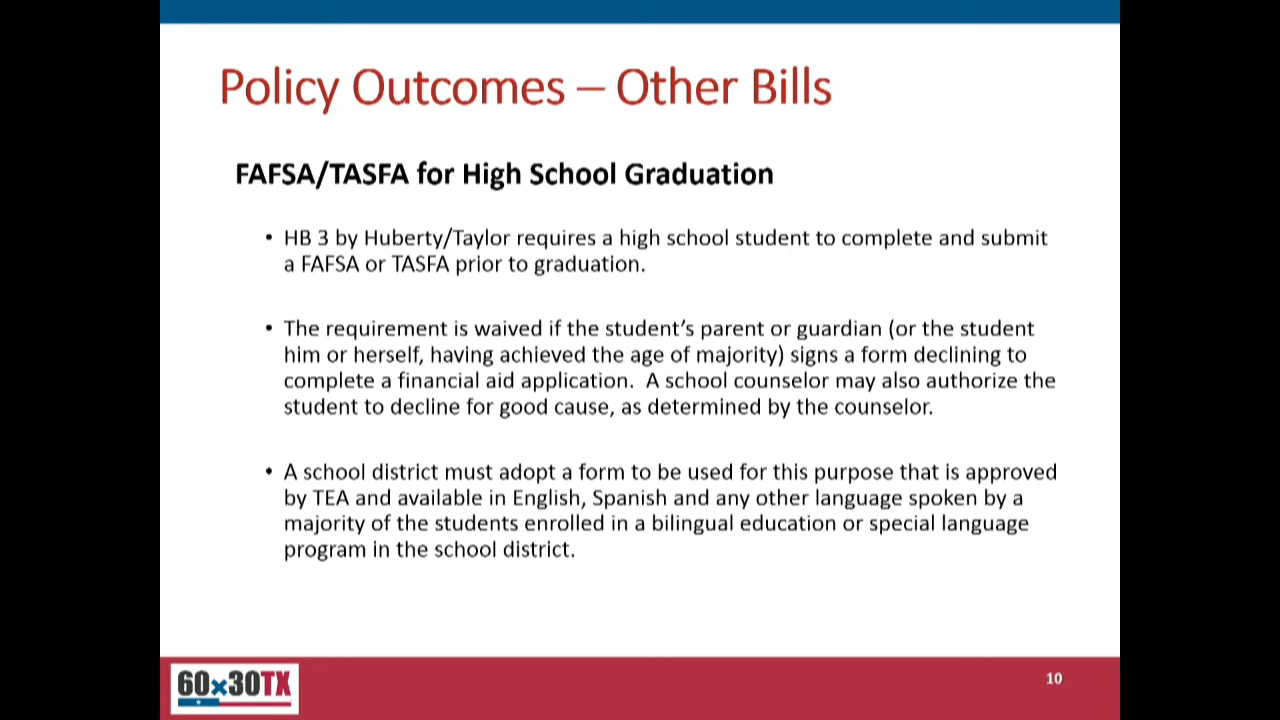 Policy Outcomes – Other Bills
FAFSA/TASFA for High School Graduation
• HB 3 by Huberty/Taylor requires a high school student to complete and submit
a FAFSA or TASFA prior to graduation.
• The requirement is waived if the student’s parent or guardian (or the student
him or herself, having achieved the age of majority) signs a form declining to
complete a financial aid application.  A school counselor may also authorize the
student to decline for good cause, as determined by the counselor.
• A school district must adopt a form to be used for this purpose that is approved
by TEA and available in English, Spanish and any other language spoken by a
majority of the students enrolled in a bilingual education or special language
program in the school district.
60x30TX
10